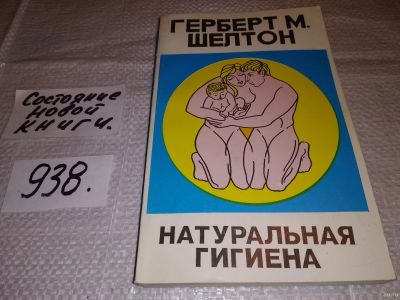 ГЕРБЕРТ М.
ШЕЛТОН
Состояние
новой
книги.
938.
НАТУРАЛЬНАЯ
ГИГИЕНА